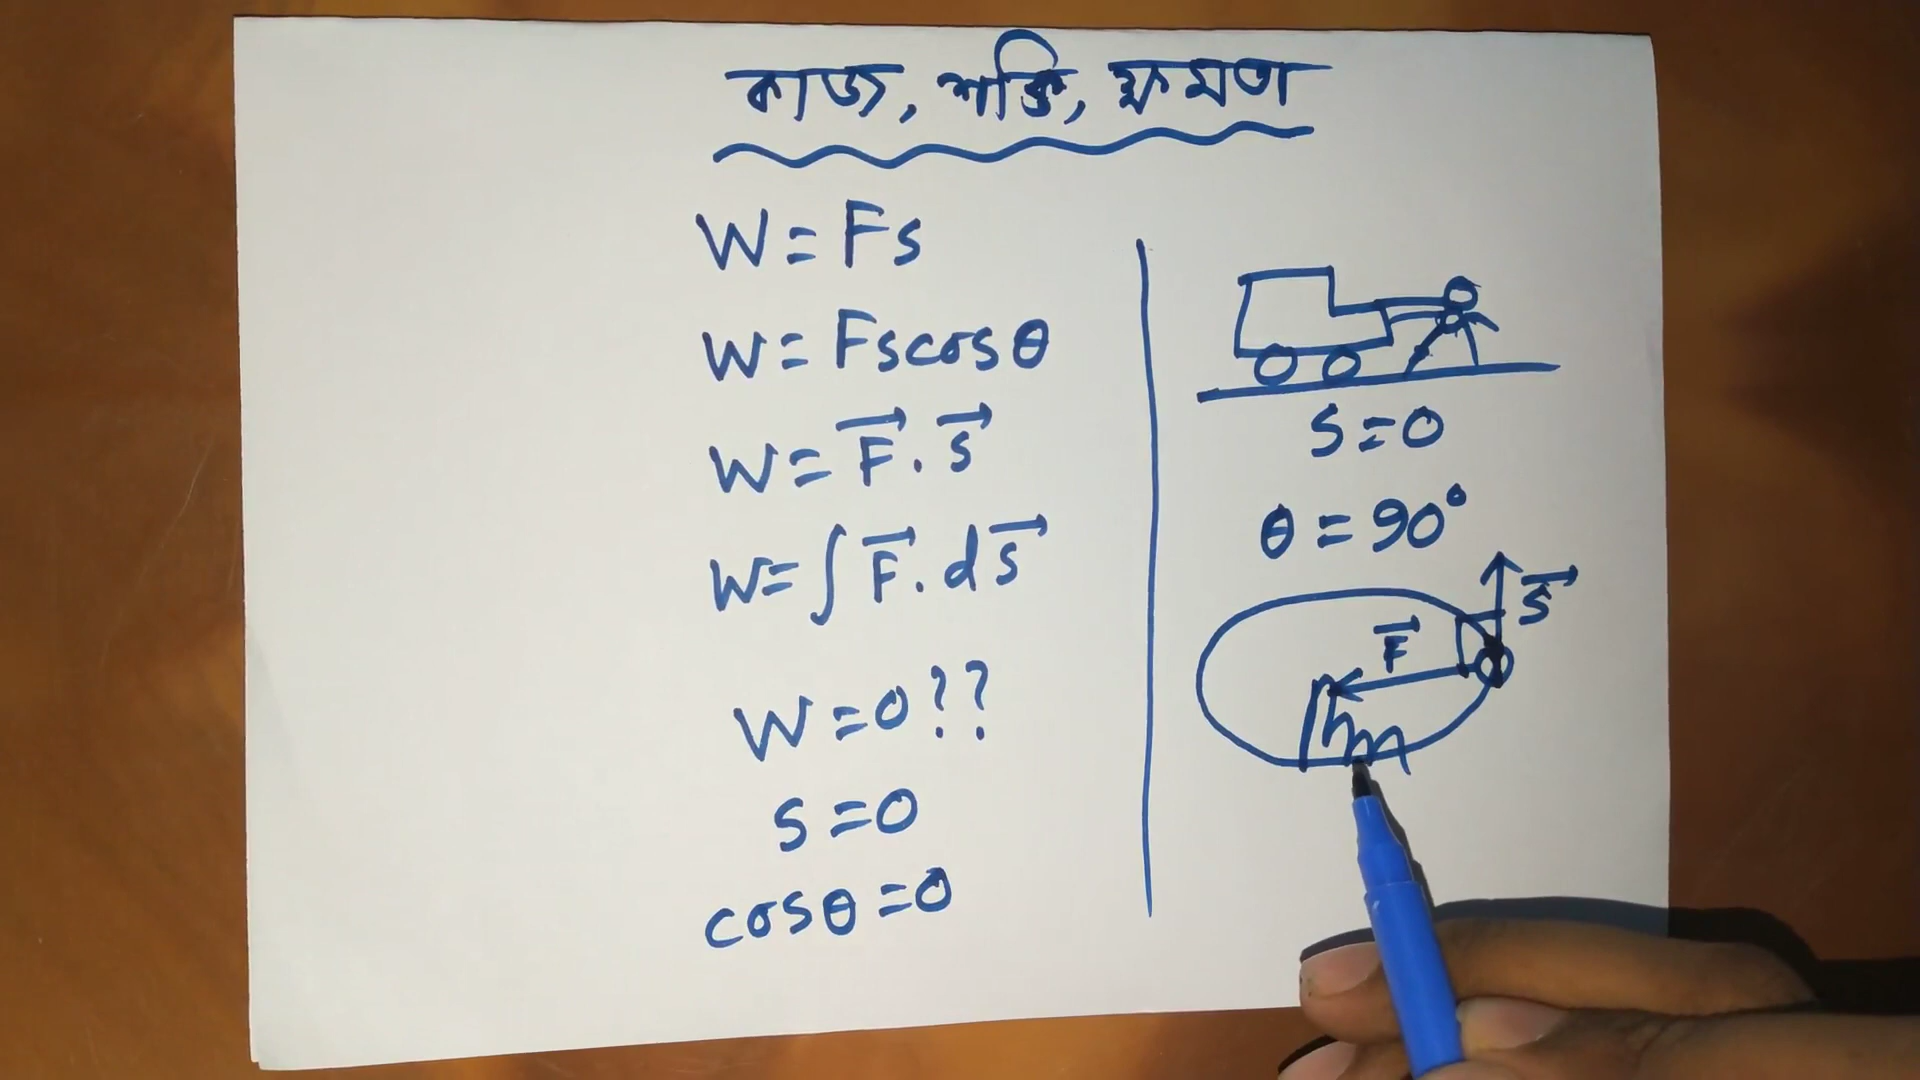 কাজ, শক্তি, ক্ষমতা
W = Fs
W = Fscosθ
W = F⃗ . s⃗
W = ∫ F⃗ . ds⃗
W = 0 ??
s = 0
cosθ = 0
S = 0
θ = 90°
s⃗
F⃗